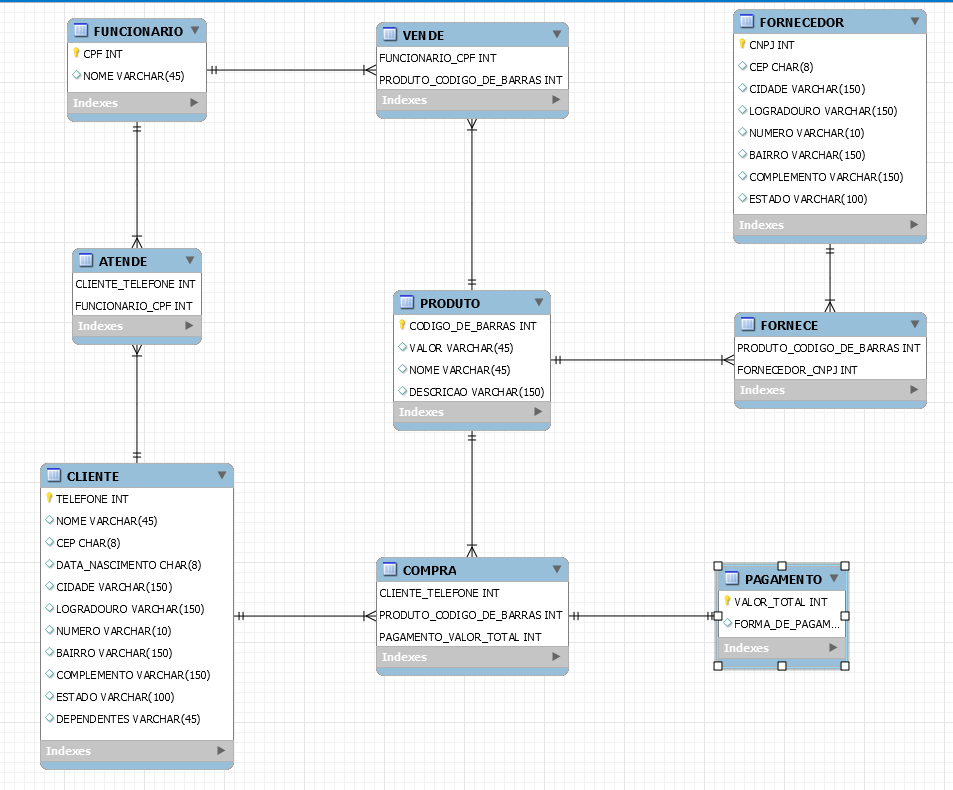 FUNCIONARIO
CPF INT
NOME VARCHAR(45)
Indexes
VENDE
FUNCIONARIO_CPF INT
PRODUTO_CODIGO_DE_BARRAS INT
Indexes
FORNECEDOR
CNPJ INT
CEP CHAR(8)
CIDADE VARCHAR(150)
LOGRADOURO VARCHAR(150)
NUMERO VARCHAR(10)
BAIRRO VARCHAR(150)
COMPLEMENTO VARCHAR(150)
ESTADO VARCHAR(100)
Indexes
ATENDE
CLIENTE_TELEFONE INT
FUNCIONARIO_CPF INT
Indexes
PRODUTO
CODIGO_DE_BARRAS INT
VALOR VARCHAR(45)
NOME VARCHAR(45)
DESCRICAO VARCHAR(150)
Indexes
FORNECE
PRODUTO_CODIGO_DE_BARRAS INT
FORNECEDOR_CNPJ INT
Indexes
CLIENTE
TELEFONE INT
NOME VARCHAR(45)
CEP CHAR(8)
DATA_NASCIMENTO CHAR(8)
CIDADE VARCHAR(150)
LOGRADOURO VARCHAR(150)
NUMERO VARCHAR(10)
BAIRRO VARCHAR(150)
COMPLEMENTO VARCHAR(150)
ESTADO VARCHAR(100)
DEPENDENTES VARCHAR(45)
Indexes
COMPRA
CLIENTE_TELEFONE INT
PRODUTO_CODIGO_DE_BARRAS INT
PAGAMENTO_VALOR_TOTAL INT
Indexes
PAGAMENTO
VALOR_TOTAL INT
FORMA_DE_PAGAM...
Indexes